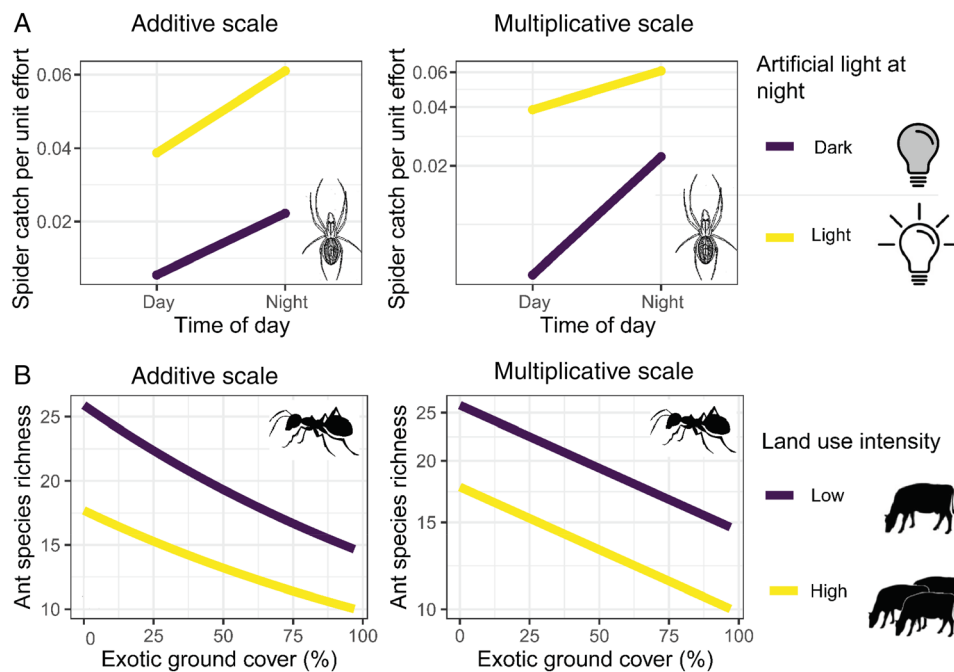 A
Additive scale
Multiplicative scale
Spider catch per unit effort
0.06
0.04
0.02
Day
Night
Time of day
Spider catch per unit effort
0.06
0.04
0.02
Day
Night
Time of day
Artificial light at
night
Dark
Light
B
Additive scale
Multiplicative scale
Ant species richness
25
20
15
10
0
25
50
75
100
Exotic ground cover (%)
Ant species richness
25
20
15
10
0
25
50
75
100
Exotic ground cover (%)
Land use intensity
Low
High